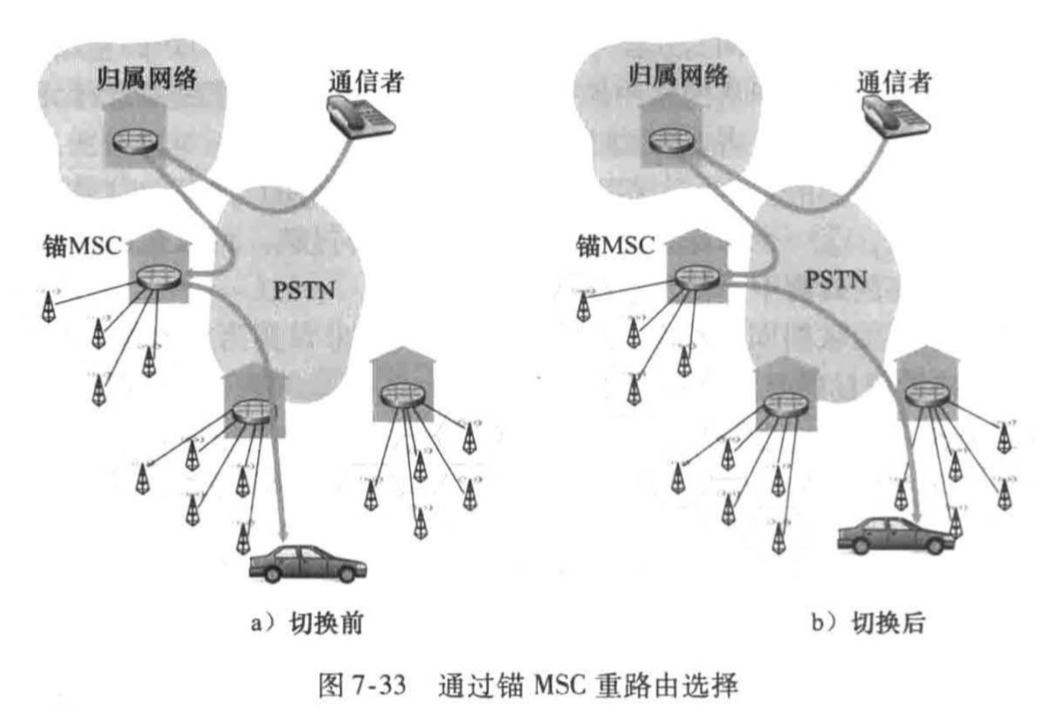 归属网络
通信者
锚MSC
PSTN
a）切换前
归属网络
通信者
锚MSC
PSTN
b）切换后
图 7-33 通过锚 MSC 重路由选择